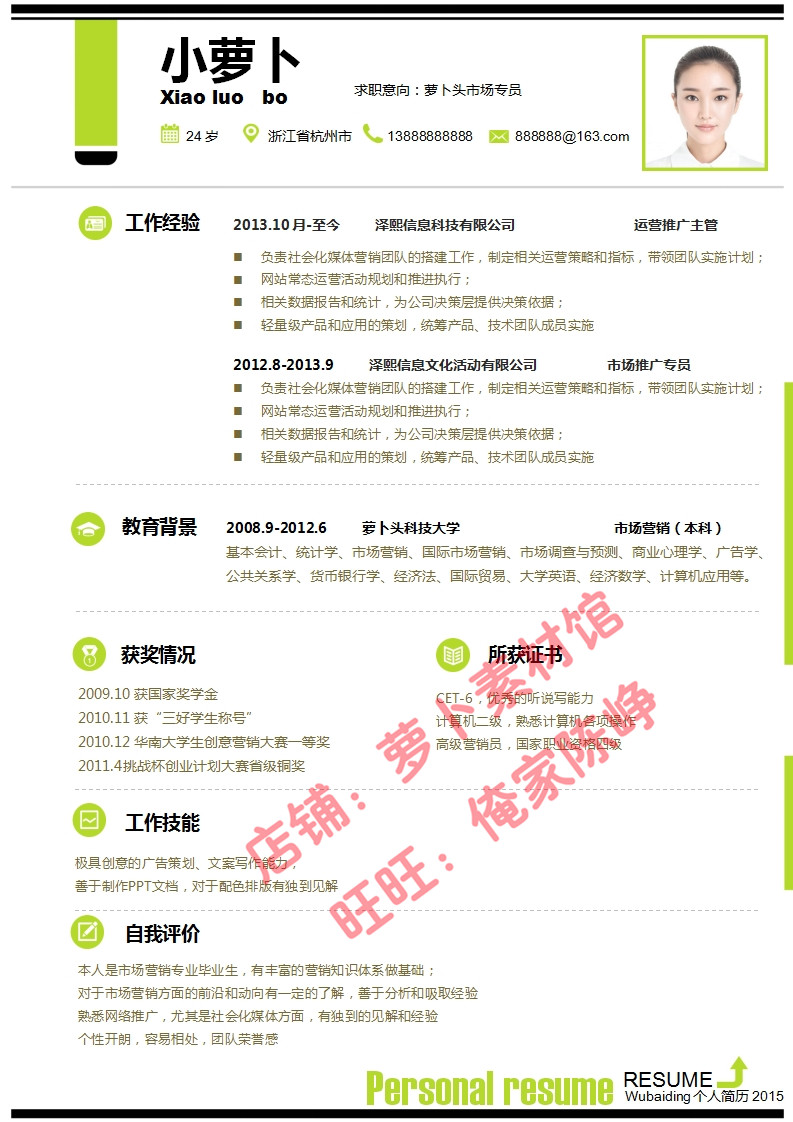 小萝卜
Xiao luo bo
求职意向：萝卜头市场专员
24 岁 浙江省杭州市 13888888888 888888@163.com
工作经验
2013.10 月-至今 泽熙信息科技有限公司 运营推广主管
■ 负责社会化媒体营销团队的搭建工作，制定相关运营策略和指标，带领团队实施计划；
■ 网站常态运营活动规划和推进执行；
■ 相关数据报告和统计，为公司决策层提供决策依据；
■ 轻量级产品和应用的策划，统筹产品、技术团队成员实施
2012.8-2013.9 泽熙信息文化活动有限公司 市场推广专员
■ 负责社会化媒体营销团队的搭建工作，制定相关运营策略和指标，带领团队实施计划；
■ 网站常态运营活动规划和推进执行；
■ 相关数据报告和统计，为公司决策层提供决策依据；
■ 轻量级产品和应用的策划，统筹产品、技术团队成员实施
教育背景
2008.9-2012.6 萝卜头科技大学 市场营销（本科）
基本会计、统计学、市场营销、国际市场营销、市场调查与预测、商业心理学、广告学、
公共关系学、货币银行学、经济法、国际贸易、大学英语、经济数学、计算机应用等。
获奖情况
2009.10 获国家奖学金
2010.11 获“三好学生称号”
2010.12 华南大学生创意营销大赛一等奖
2011.4挑战杯创业计划大赛省级铜奖
所获证书
CET-6，优秀的听说写能力
计算机二级，熟悉计算机各项操作
高级营销员，国家职业资格四级
店铺：萝卜素材馆
旺旺：俺家陈峥
工作技能
极具创意的广告策划、文案写作能力，
善于制作PPT文档，对于配色排版有独到见解
自我评价
本人是市场营销专业毕业生，有丰富的营销知识体系做基础；
对于市场营销方面的前沿和动向有一定的了解，善于分析和吸取经验
熟悉网络推广，尤其是社会化媒体方面，有独到的见解和经验
个性开朗，容易相处，团队荣誉感
Personal resume
RESUME
Wubaiding 个人简历 2015